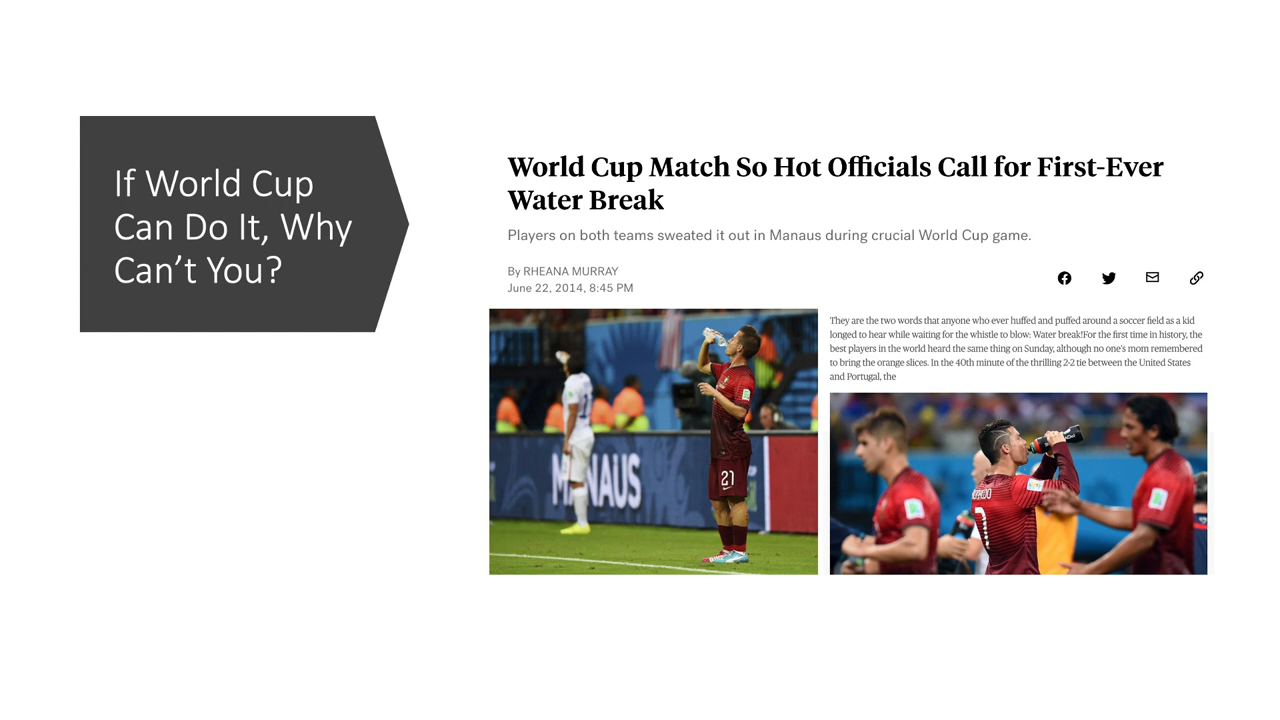 If World Cup
Can Do It, Why
Can't You?
World Cup Match So Hot Officials Call for First-Ever
Water Break
Players on both teams sweated it out in Manaus during crucial World Cup game.
By RHEANA MURRAY
June 22, 2014, 8:45 PM
They are the two words that anyone who ever huffed and puffed around a soccer field as a kid
longed to hear while waiting for the whistle to blow: Water break!For the first time in history, the
best players in the world heard the same thing on Sunday, although no one's mom remembered
to bring the orange slices. In the 40th minute of the thrilling 2-2 tie between the United States
and Portugal, the
MANAUS
21
7